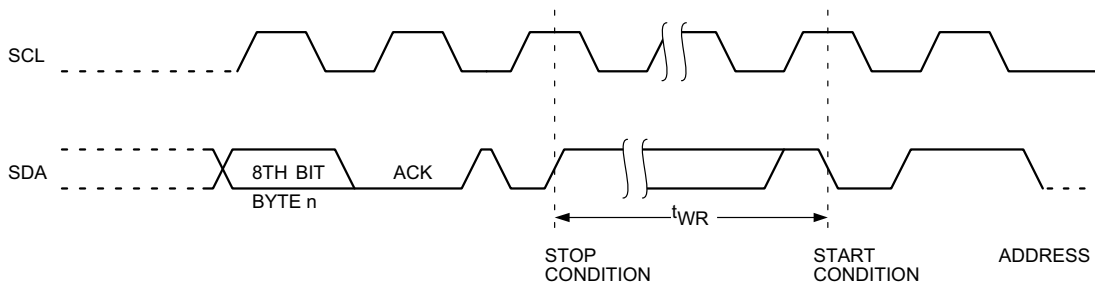 SCL
SDA
8TH BIT
ACK
BYTE n
tWR
STOP
CONDITION
START
CONDITION
ADDRESS